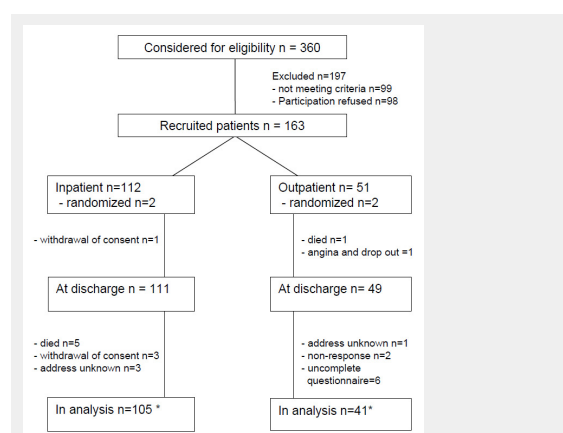 Considered for eligibility n = 360
Excluded n=197
- not meeting criteria n=99
- Participation refused n=98
Recruited patients n = 163
Inpatient n=112
- randomized n=2
Outpatient n= 51
- randomized n=2
- withdrawal of consent n=1
- died n=1
- angina and drop out =1
At discharge n = 111
At discharge n= 49
- died n=5
- withdrawal of consent n=3
- address unknown n=3
- address unknown n=1
- non-response n=2
- uncomplete
questionnaire=6
In analysis n=105 *
In analysis n=41*